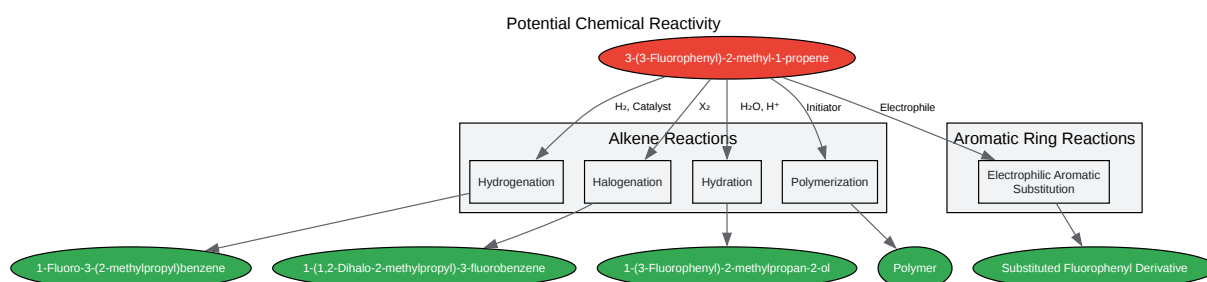 Potential Chemical Reactivity
3-(3-Fluorophenyl)-2-methyl-1-propene
H₂, Catalyst
X₂
H₂O, H⁺
Initiator
Electrophile
Alkene Reactions
Aromatic Ring Reactions
Hydrogenation
Halogenation
Hydration
Polymerization
Electrophilic Aromatic
Substitution
1-Fluoro-3-(2-methylpropyl)benzene
1-(1,2-Dihalo-2-methylpropyl)-3-fluorobenzene
1-(3-Fluorophenyl)-2-methylpropan-2-ol
Polymer
Substituted Fluorophenyl Derivative